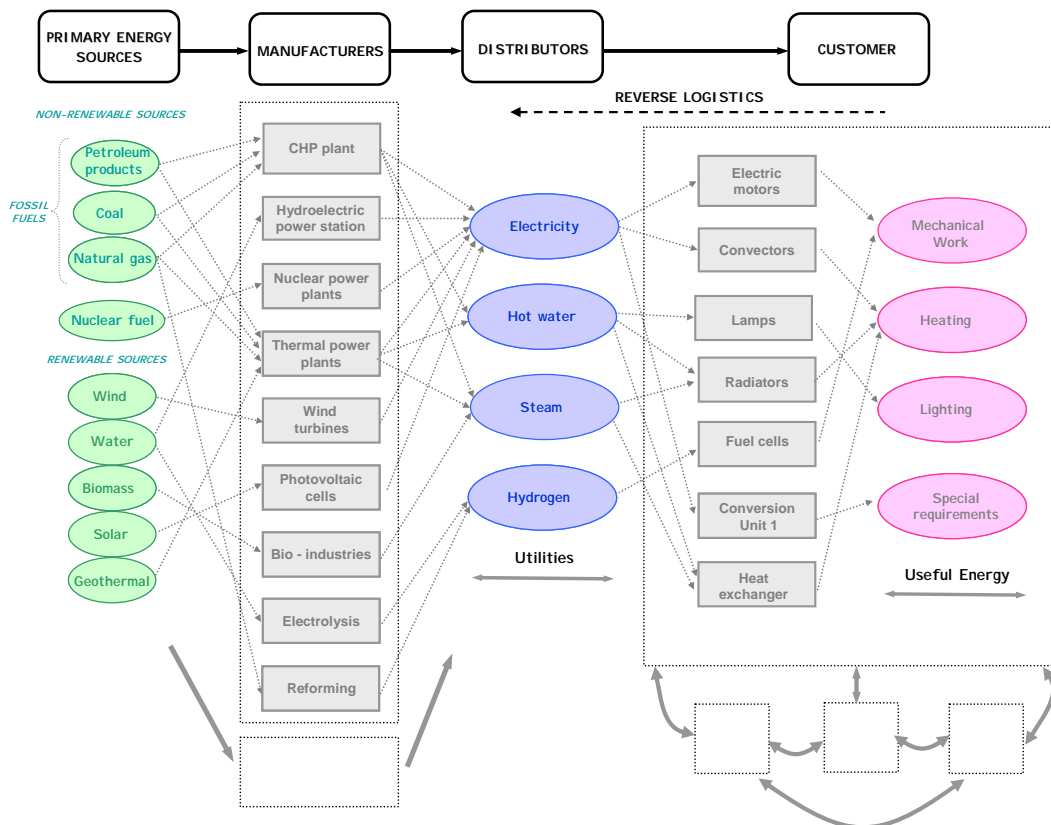 PRIMARY ENERGY
SOURCES
MANUFACTURERS
DISTRIBUTORS
CUSTOMER
REVERSE LOGISTICS
NON-RENEWABLE SOURCES
FOSSIL
FUELS
Petroleum
products
Coal
Natural gas
Nuclear fuel
RENEWABLE SOURCES
Wind
Water
Biomass
Solar
Geothermal
CHP plant
Hydroelectric
power station
Nuclear power
plants
Thermal power
plants
Wind
turbines
Photovoltaic
cells
Bio - industries
Electrolysis
Reforming
Electricity
Hot water
Steam
Hydrogen
Utilities
Electric
motors
Convectors
Lamps
Radiators
Fuel cells
Conversion
Unit 1
Heat
exchanger
Mechanical
Work
Heating
Lighting
Special
requirements
Useful Energy